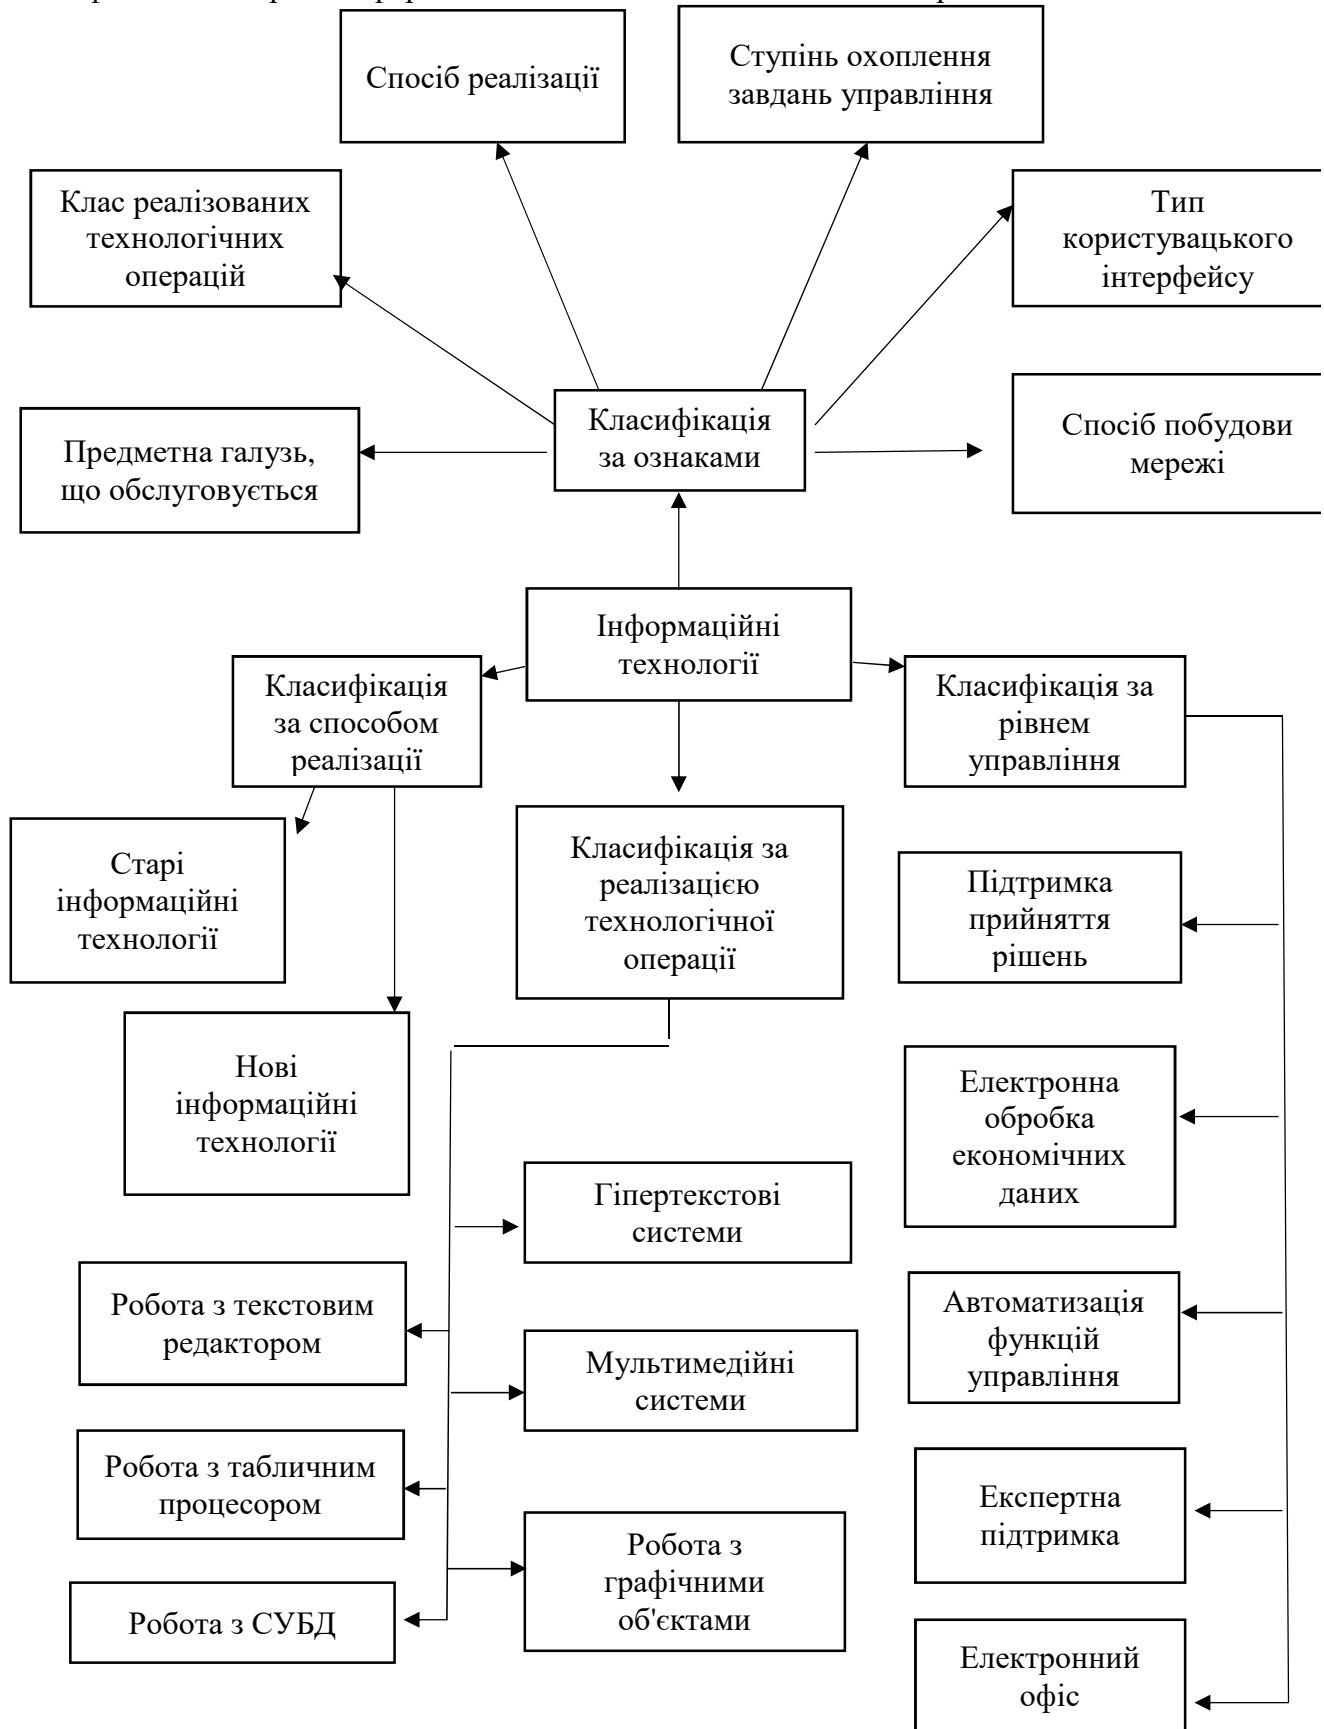 Спосіб реалізації
Ступінь охоплення
завдань управління
Клас реалізованих
технологічних
операцій
Тип
користувацького
інтерфейсу
Предметна галузь,
що обслуговується
Класифікація
за ознаками
Спосіб побудови
мережі
Інформаційні
технології
Класифікація
за способом
реалізації
Класифікація за
рівнем
управління
Старі
інформаційні
технології
Класифікація за
реалізацією
технологічної
операції
Підтримка
прийняття
рішень
Нові
інформаційні
технології
Електронна
обробка
економічних
даних
Гіпертекстові
системи
Робота з текстовим
редактором
Автоматизація
функцій
управління
Мультимедійні
системи
Робота з табличним
процесором
Експертна
підтримка
Робота з
графічними
об'єктами
Робота з СУБД
Електронний
офіс